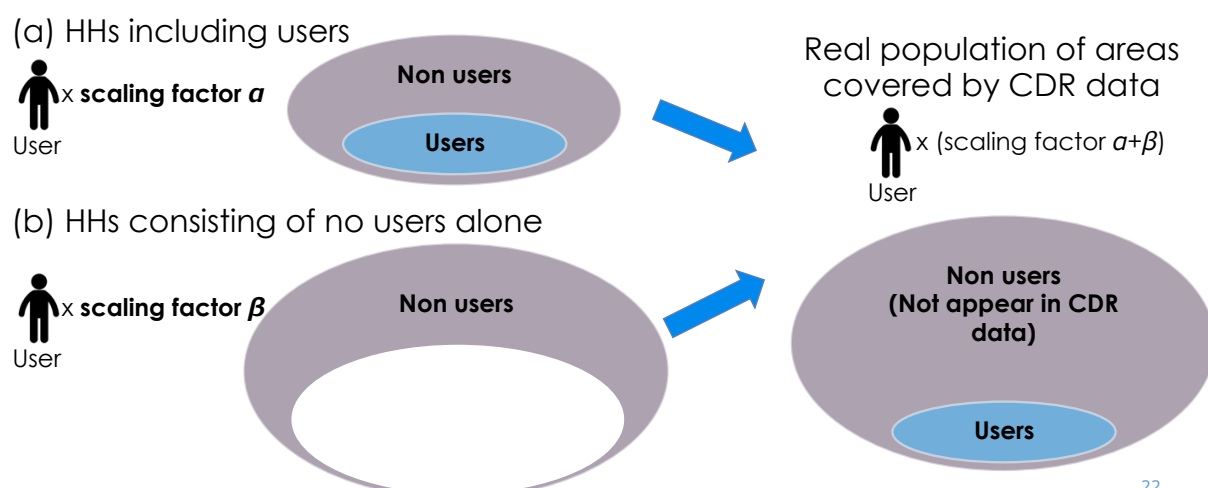 (a) HHs including users
x scaling factor α
User
Non users
Users
(b) HHs consisting of no users alone
x scaling factor β
User
Non users
Real population of areas
covered by CDR data
x (scaling factor α+β)
User
Non users
(Not appear in CDR
data)
Users
22